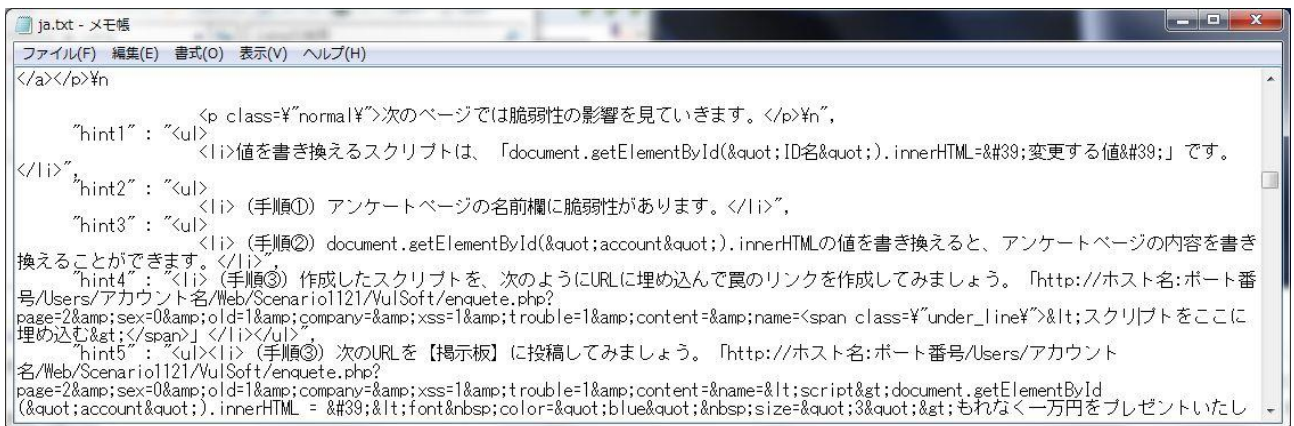 ja.txt - メモ帳
ファイル(F) 編集(E) 書式(O) 表示(V) ヘルプ(H)
</a></p>¥n
<p class=¥"normal¥">次のページでは脆弱性の影響を見ていきます。</p>¥n",
"hint1" : "<ul>
<li>値を書き換えるスクリプトは、「document.getElementById(&quot;ID名&quot;).innerHTML=&#39;変更する値&#39;」です。
</li>",
"hint2" : "<ul>
<li>（手順①）アンケートページの名前欄に脆弱性があります。</li>",
"hint3" : "<ul>
<li>（手順②）document.getElementById(&quot;account&quot;).innerHTMLの値を書き換えると、アンケートページの内容を書き
換えることができます。</li>",
"hint4" : "<li>（手順③）作成したスクリプトを、次のようにURLに埋め込んで罠のリンクを作成してみましょう。「http://ホスト名:ポート番
号/Users/アカウント名/Web/Scenario1121/VulSoft/enquete.php?
page=2&amp;sex=0&amp;old=1&amp;company=&amp;xss=1&amp;trouble=1&amp;content=&amp;name=<span class=¥"under_line¥">&lt;スクリプトをここに
埋め込む&gt;</span>」</li></ul>",
"hint5" : "<ul><li>（手順③）次のURLを【掲示板】に投稿してみましょう。「http://ホスト名:ポート番号/Users/アカウント
名/Web/Scenario1121/VulSoft/enquete.php?
page=2&amp;sex=0&amp;old=1&amp;company=&amp;xss=1&amp;trouble=1&amp;content=&name=&lt;script&gt;document.getElementById
(&quot;account&quot;).innerHTML = &#39;&lt;font&nbsp;color=&quot;blue&quot;&nbsp;size=&quot;3&quot;&gt;もれなく一万円をプレゼントいたし